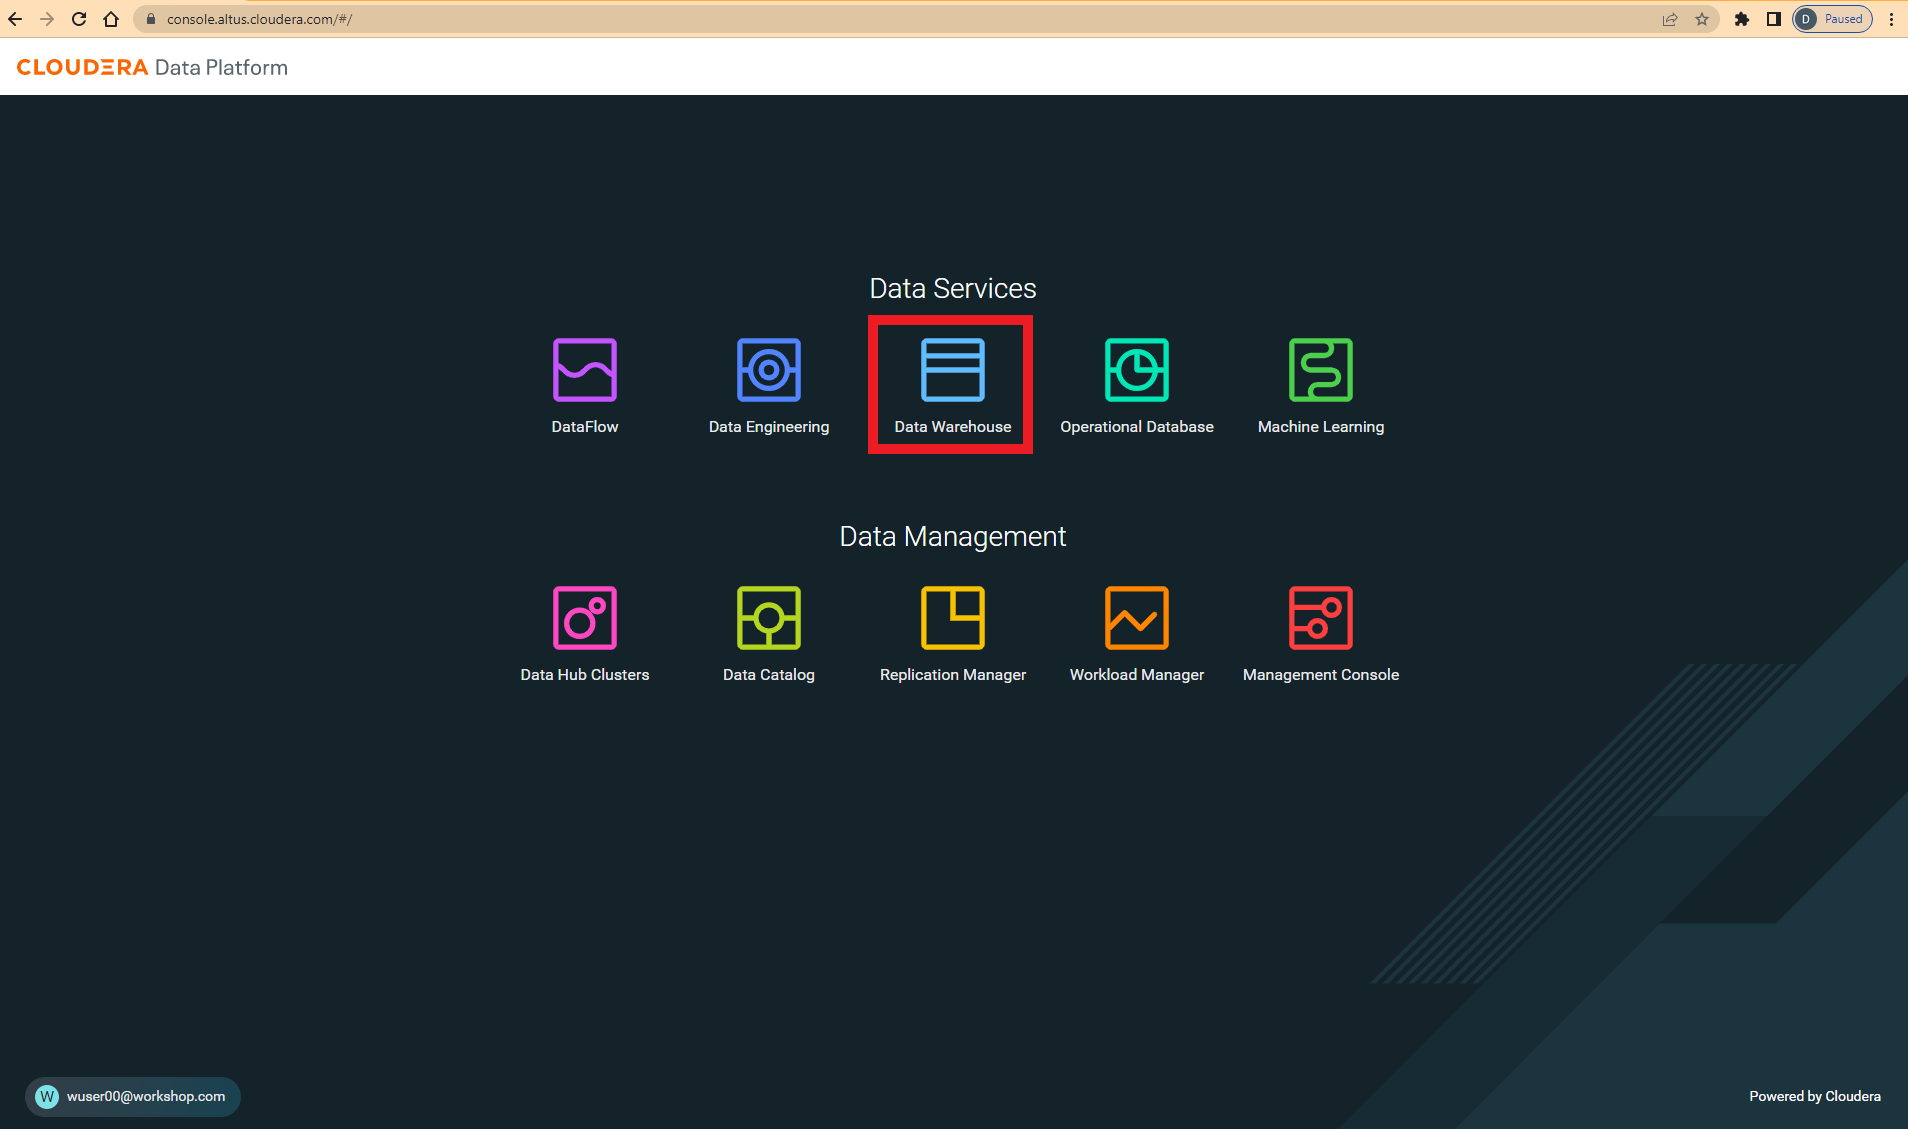 console.altus.cloudera.com/#/
D Paused
CLOUDERA Data Platform
Data Services
DataFlow
Data Engineering
Data Warehouse
Operational Database
Machine Learning
Data Management
Data Hub Clusters
Data Catalog
Replication Manager
Workload Manager
Management Console
W wuser00@workshop.com
Powered by Cloudera